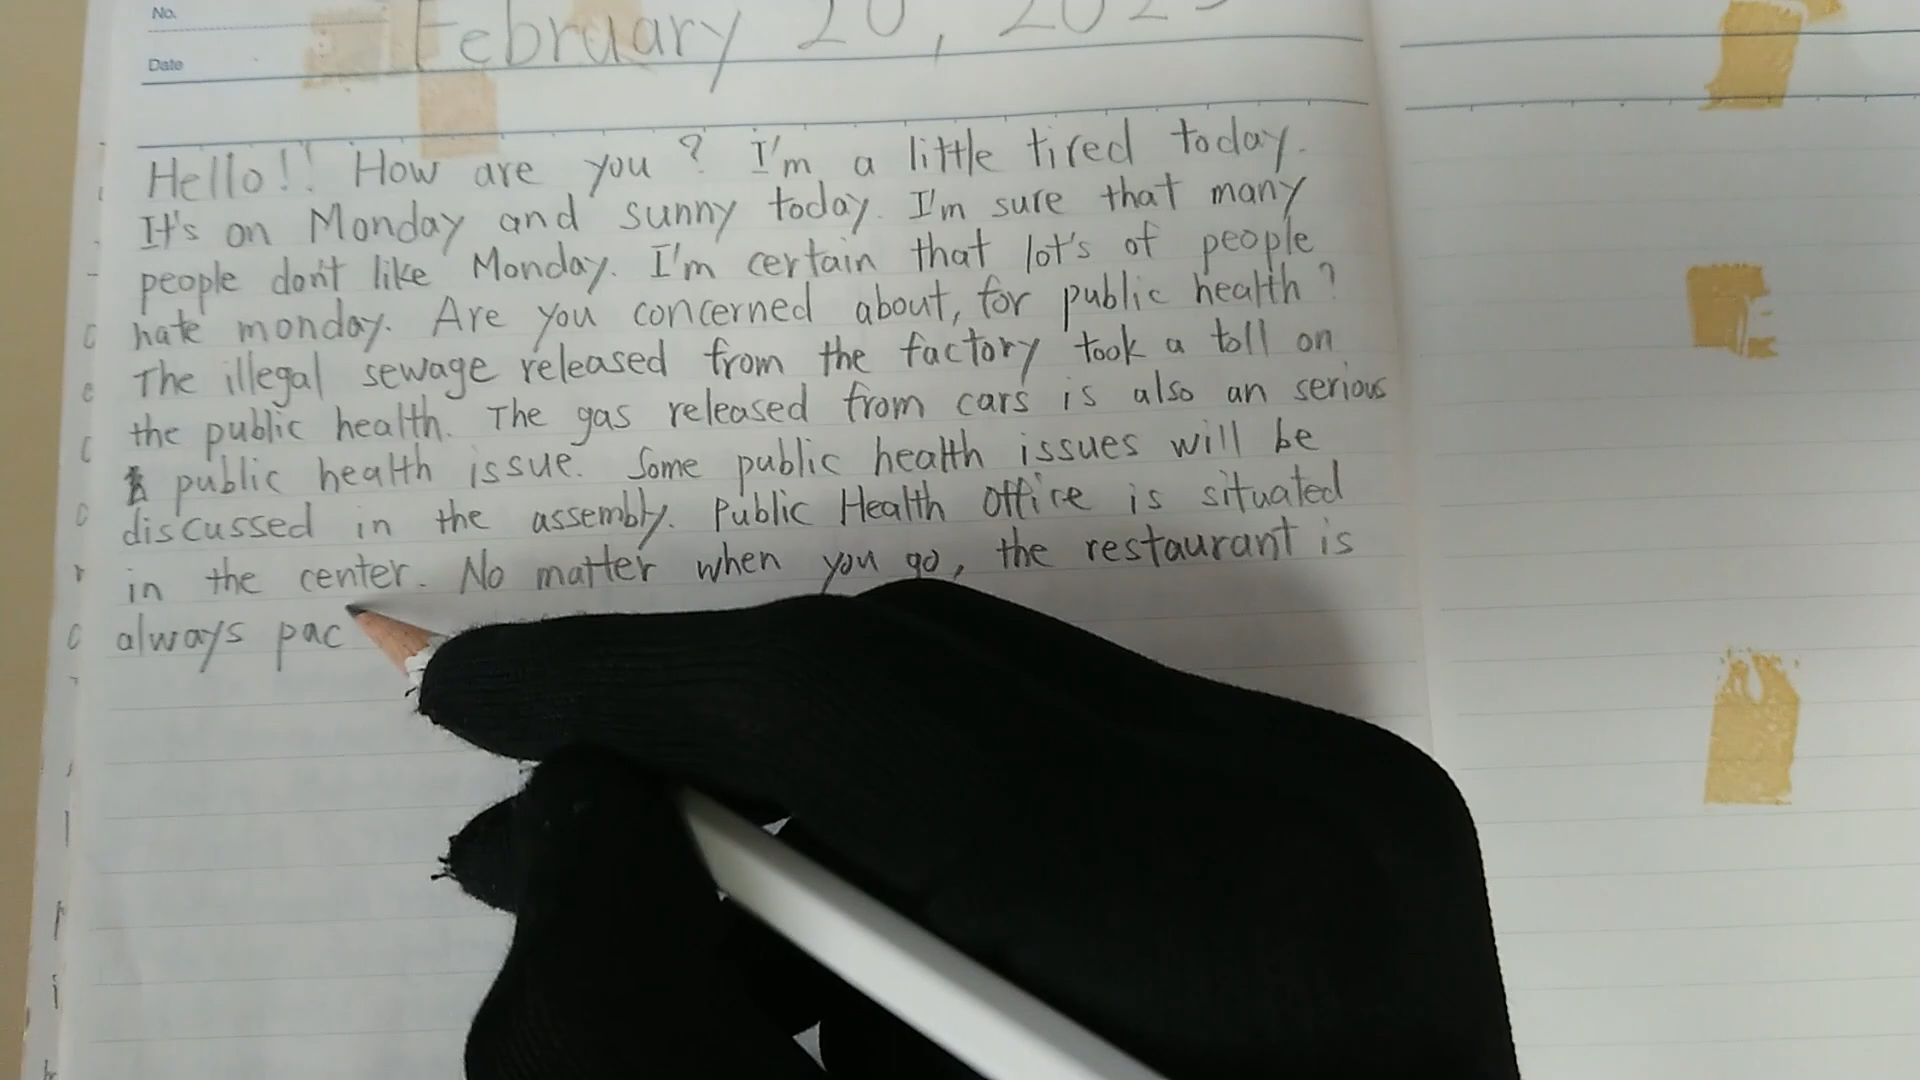 No.
Date
February 20, 202
Hello!! How are you? I'm a little tired today.
It's on Monday and sunny today. I'm sure that many
people don't like Monday. I'm certain that lot's of people
hate monday. Are you concerned about, for public health?
The illegal sewage released from the factory took a toll on
the public health. The gas released from cars is also an serious
public health issue. Some public health issues will be
discussed in the assembly. Public Health Office is situated
in the center. No matter when you go, the restaurant is
always pac